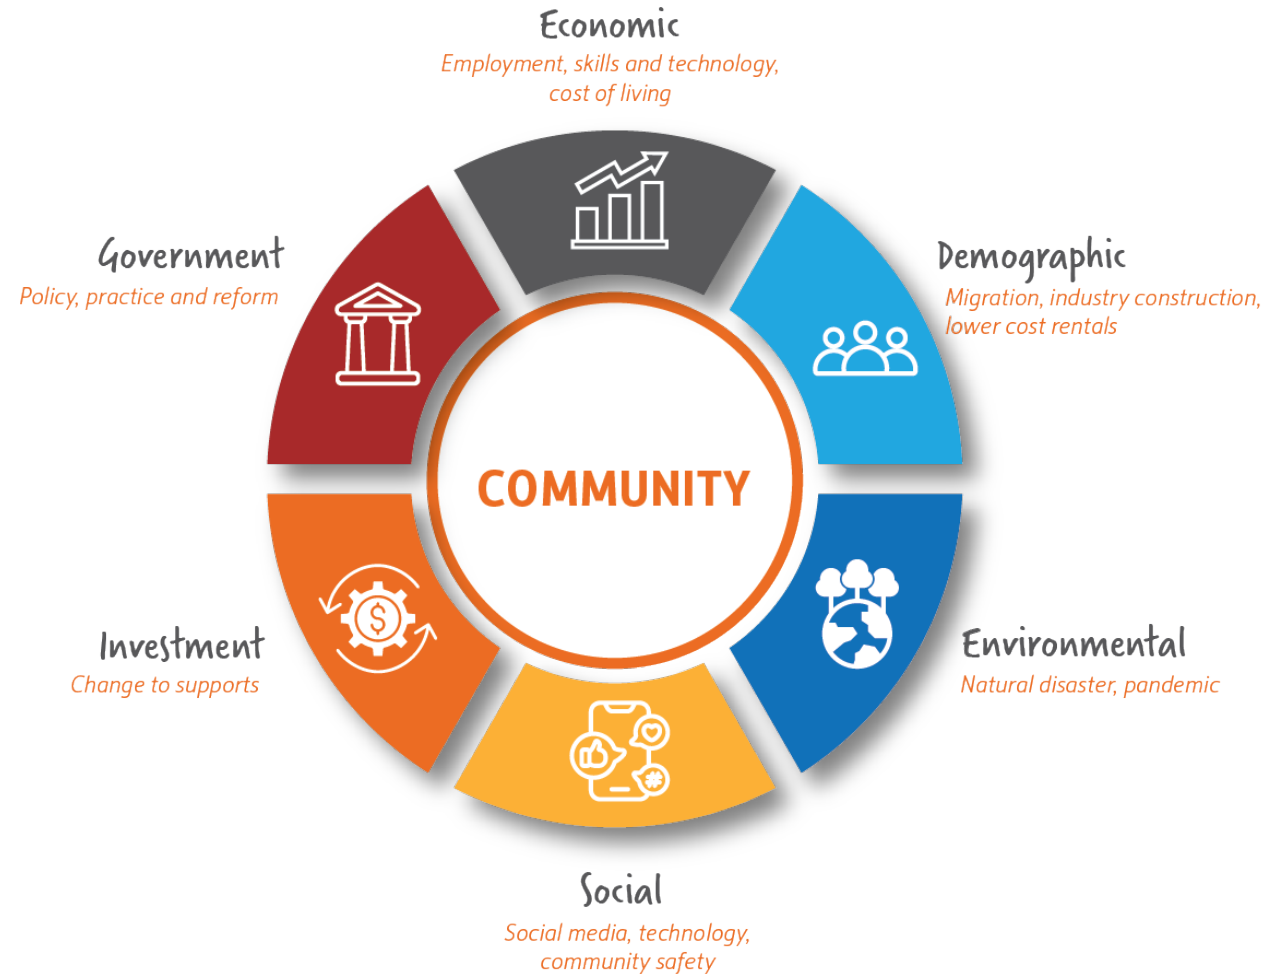 Economic
Employment, skills and technology,
cost of living
Government
Policy, practice and reform
Demographic
Migration, industry construction,
lower cost rentals
COMMUNITY
$
Investment
Change to supports
Environmental
Natural disaster, pandemic
#
Social
Social media, technology,
community safety